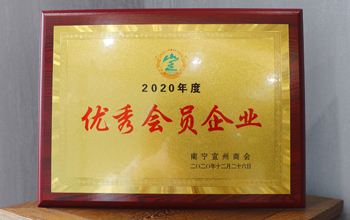 2020年度
优秀会员企业
南宁宜州商会
二〇二〇年十二月二十六日